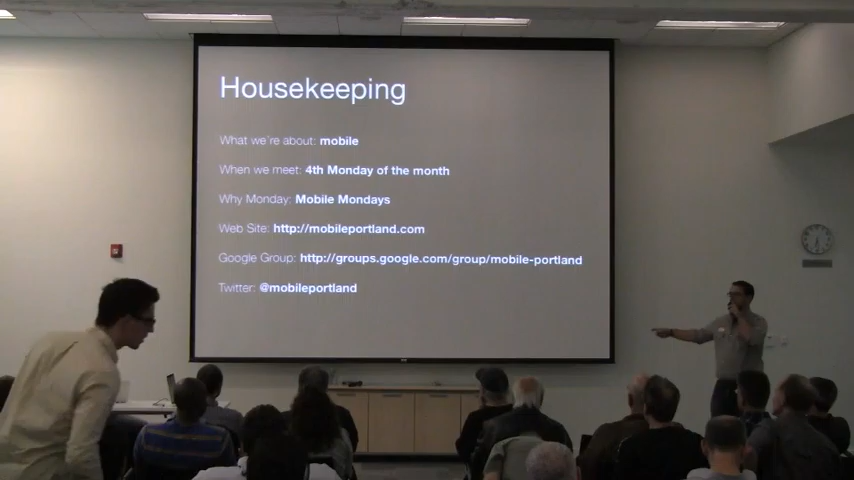 Housekeeping
What we're about: mobile
When we meet: 4th Monday of the month
Why Monday: Mobile Mondays
Web Site: http://mobileportland.com
Google Group: http://groups.google.com/group/mobile-portland
Twitter: @mobileportland